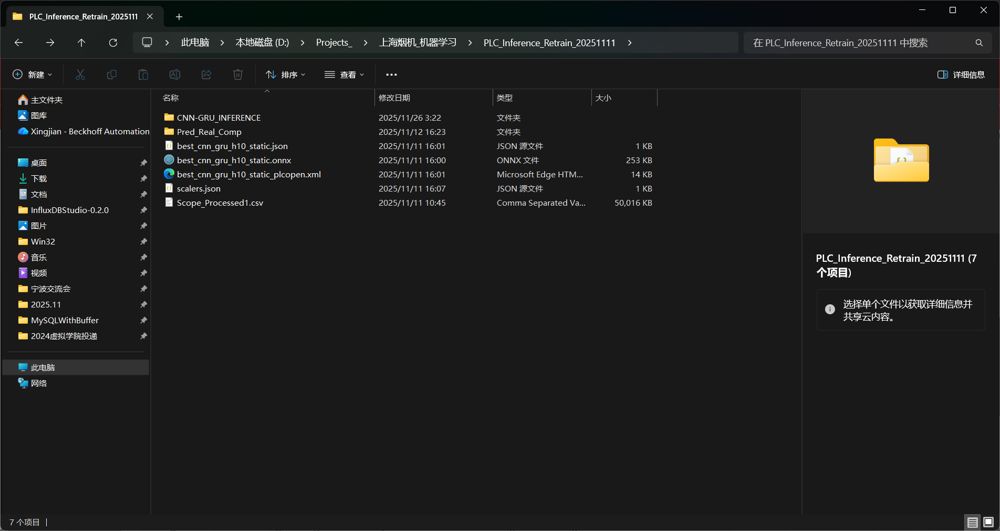 PLC_Inference_Retrain_20251111
此电脑 本地磁盘 (D:) Projects_ 上海烟机_机器学习 PLC_Inference_Retrain_20251111
在 PLC_Inference_Retrain_20251111 中搜索
新建 排序 查看 详细信息
主文件夹
图库
Xingjian - Beckhoff Automation
桌面
下载
文档
InfluxDBStudio-0.2.0
图片
Win32
音乐
视频
宁波交流会
2025.11
MySQLWithBuffer
2024虚拟学院投递
此电脑
网络
名称 修改日期 类型 大小
CNN-GRU_INFERENCE 2025/11/26 3:22 文件夹
Pred_Real_Comp 2025/11/12 16:23 文件夹
best_cnn_gru_h10_static.json 2025/11/11 16:01 JSON 源文件 1 KB
best_cnn_gru_h10_static.onnx 2025/11/11 16:00 ONNX 文件 253 KB
best_cnn_gru_h10_static_plcopen.xml 2025/11/11 16:01 Microsoft Edge HTM... 14 KB
scalers.json 2025/11/11 16:07 JSON 源文件 1 KB
Scope_Processed1.csv 2025/11/11 10:45 Comma Separated Va... 50,016 KB
PLC_Inference_Retrain_20251111 (7
个项目)
选择单个文件以获取详细信息并
共享云内容。
7 个项目